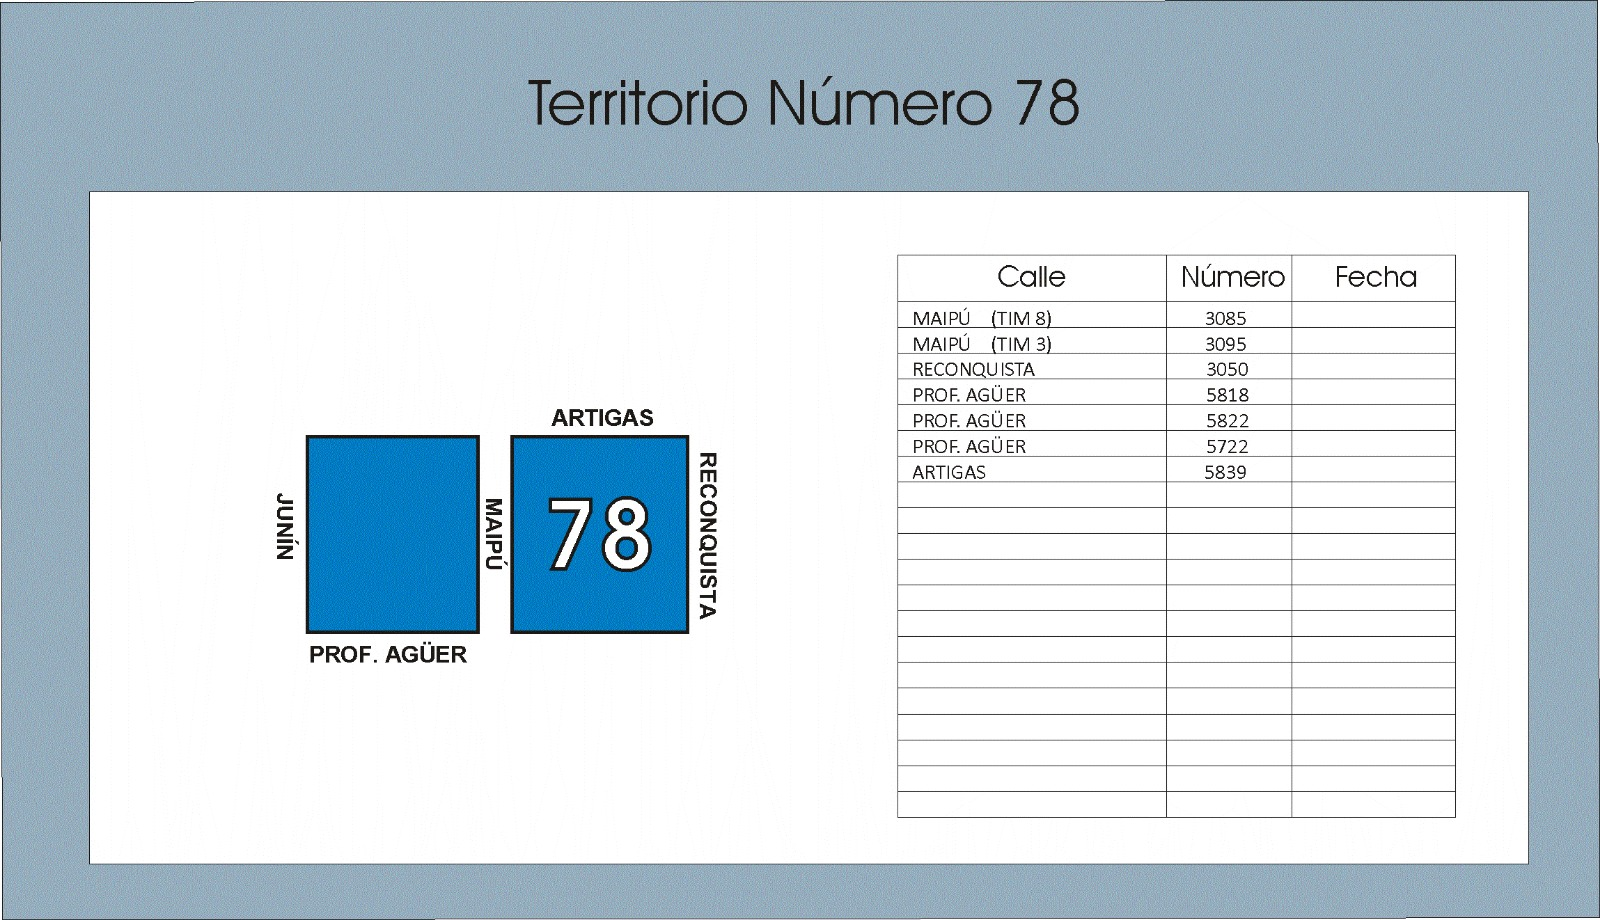 Territorio Número 78
ARTIGAS
JUNÍN
MAIPÚ
78
RECONQUISTA
PROF. AGÜER
Calle Número Fecha
MAIPÚ (TIM 8) 3085
MAIPÚ (TIM 3) 3095
RECONQUISTA 3050
PROF. AGÜER 5818
PROF. AGÜER 5822
PROF. AGÜER 5722
ARTIGAS 5839